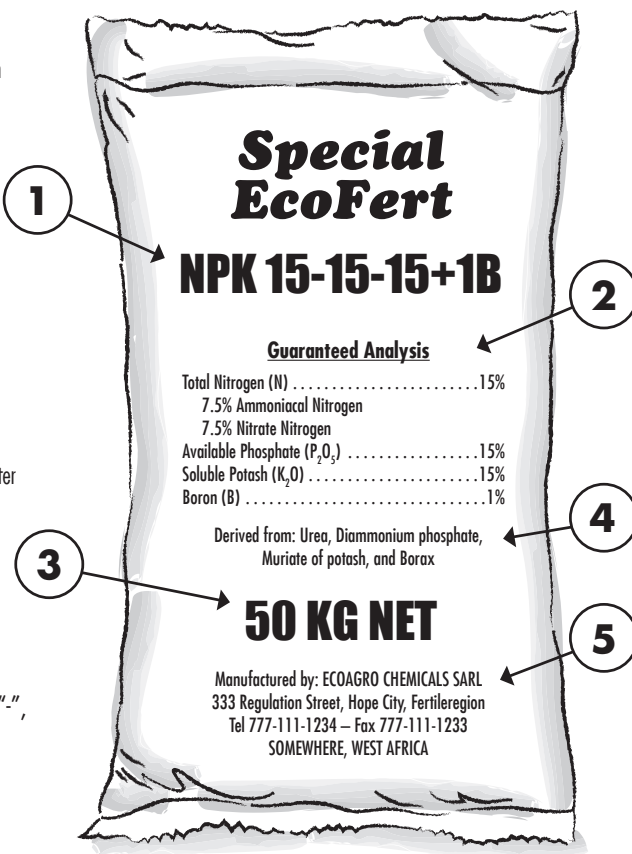 Special
EcoFert
1
NPK 15-15-15+1B
2
Guaranteed Analysis
Total Nitrogen (N) ........................15%
7.5% Ammoniacal Nitrogen
7.5% Nitrate Nitrogen
Available Phosphate (P₂O₅) .................15%
Soluble Potash (K₂O) .........................15%
Boron (B) ...............................1%
4
Derived from: Urea, Diammonium phosphate,
Muriate of potash, and Borax
3
50 KG NET
5
Manufactured by: ECOAGRO CHEMICALS SARL
333 Regulation Street, Hope City, Fertileregion
Tel 777-111-1234 – Fax 777-111-1233
SOMEWHERE, WEST AFRICA
"-",